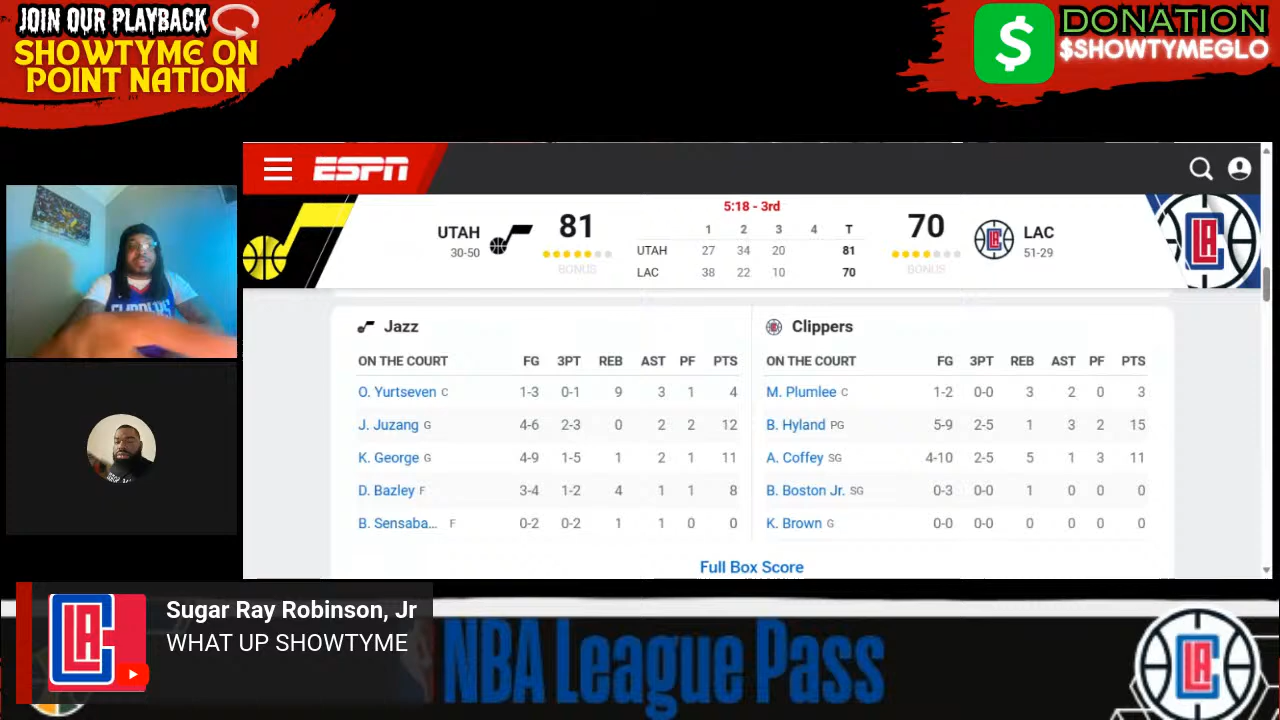 JOIN OUR PLAYBACK
SHOWTYME ON
POINT NATION
DONATION
$SHOWTYMEGLO
ESPN
5:18 - 3rd
UTAH 81 1 2 3 4 T 70 LAC
30-50 UTAH 27 34 20 81 51-29
BONUS LAC 38 22 10 70 BONUS
Jazz
ON THE COURT FG 3PT REB AST PF PTS
O. Yurtseven C 1-3 0-1 9 3 1 4
J. Juzang G 4-6 2-3 0 2 2 12
K. George G 4-9 1-5 1 2 1 11
D. Bazley F 3-4 1-2 4 1 1 8
B. Sensaba... F 0-2 0-2 1 1 0 0
Clippers
ON THE COURT FG 3PT REB AST PF PTS
M. Plumlee C 1-2 0-0 3 2 0 3
B. Hyland PG 5-9 2-5 1 3 2 15
A. Coffey SG 4-10 2-5 5 1 3 11
B. Boston Jr. SG 0-3 0-0 1 0 0 0
K. Brown G 0-0 0-0 0 0 0 0
Full Box Score
Sugar Ray Robinson, Jr
WHAT UP SHOWTYME
NBA League Pass